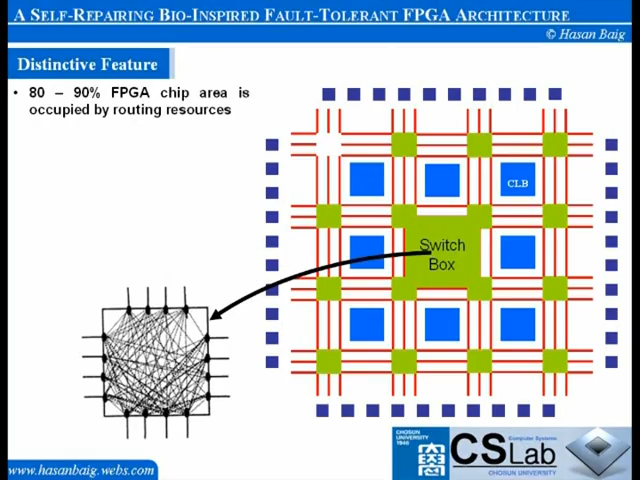 A SELF-REPAIRING BIO-INSPIRED FAULT-TOLERANT FPGA ARCHITECTURE
© Hasan Baig
Distinctive Feature
• 80 – 90% FPGA chip area is
occupied by routing resources
CLB
Switch
Box
CHOSUN
UNIVERSITY
1946
CSLab
Computer Systems
CHOSUN UNIVERSITY
www.hasanbaig.webs.com